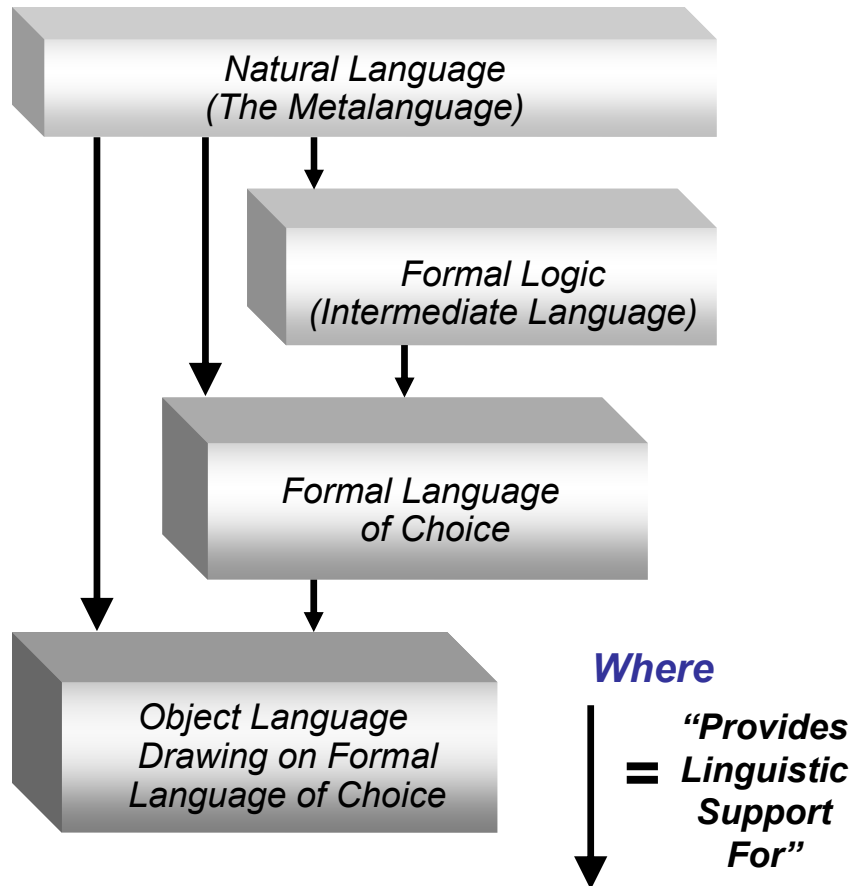 Natural Language
(The Metalanguage)
Formal Logic
(Intermediate Language)
Formal Language
of Choice
Object Language
Drawing on Formal
Language of Choice
Where
=
“Provides
Linguistic
Support
For”